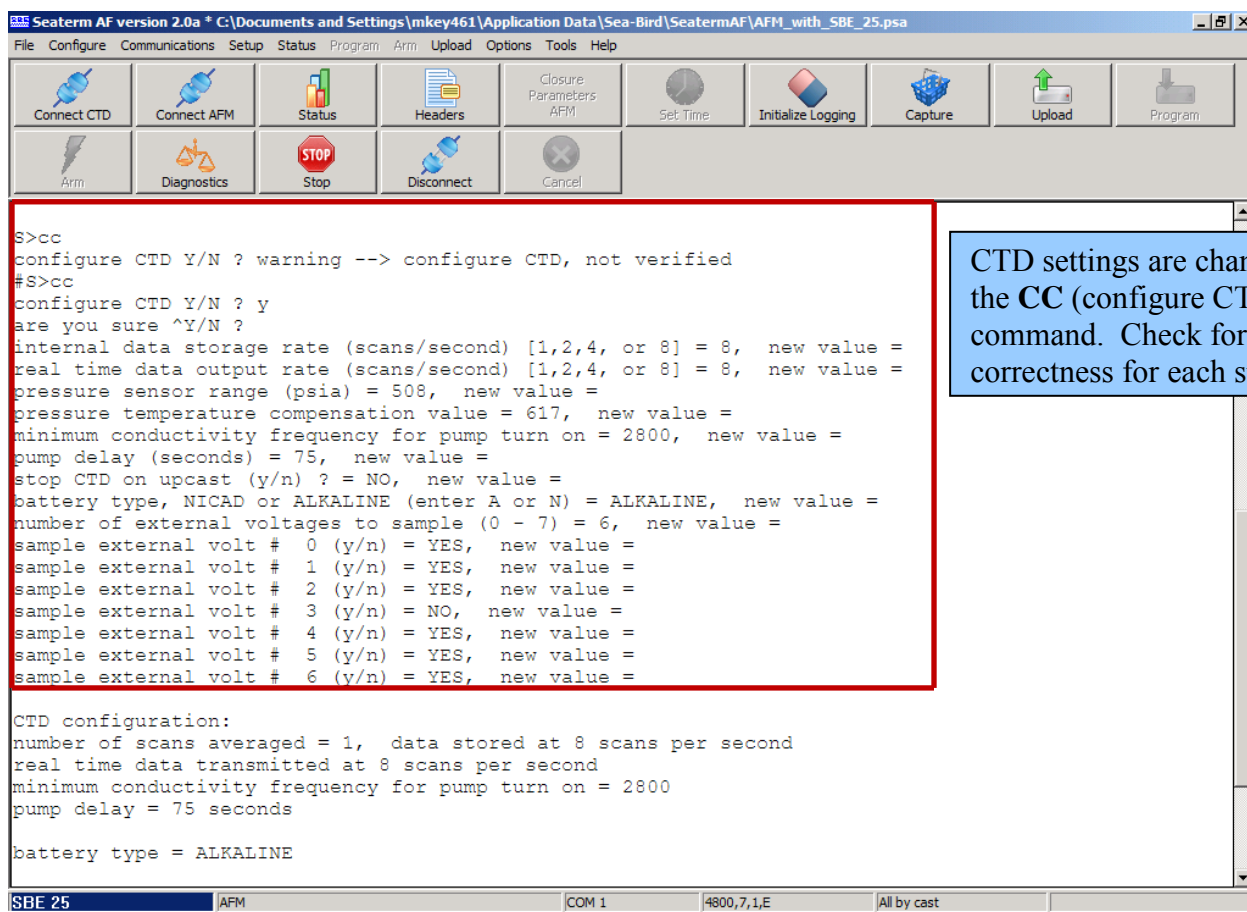 Seaterm AF version 2.0a * C:\Documents and Settings\mkey461\Application Data\Sea-Bird\SeatermAF\AFM_with_SBE_25.psa
File Configure Communications Setup Status Program Arm Upload Options Tools Help
Connect CTD
Connect AFM
Status
Headers
Closure Parameters AFM
Set Time
Initialize Logging
Capture
Upload
Program
Arm
Diagnostics
STOP
Stop
Disconnect
Cancel
S>cc
configure CTD Y/N ? warning --> configure CTD, not verified
#S>cc
configure CTD Y/N ? y
are you sure ^Y/N ?
internal data storage rate (scans/second) [1,2,4, or 8] = 8,  new value =
real time data output rate (scans/second) [1,2,4, or 8] = 8,  new value =
pressure sensor range (psia) = 508,  new value =
pressure temperature compensation value = 617,  new value =
minimum conductivity frequency for pump turn on = 2800,  new value =
pump delay (seconds) = 75,  new value =
stop CTD on upcast (y/n) ? = NO,  new value =
battery type, NICAD or ALKALINE (enter A or N) = ALKALINE,  new value =
number of external voltages to sample (0 - 7) = 6,  new value =
sample external volt #  0 (y/n) = YES,  new value =
sample external volt #  1 (y/n) = YES,  new value =
sample external volt #  2 (y/n) = YES,  new value =
sample external volt #  3 (y/n) = NO,  new value =
sample external volt #  4 (y/n) = YES,  new value =
sample external volt #  5 (y/n) = YES,  new value =
sample external volt #  6 (y/n) = YES,  new value =
CTD settings are
the CC (configure
command. Check for
correctness for each
CTD configuration:
number of scans averaged = 1,  data stored at 8 scans per second
real time data transmitted at 8 scans per second
minimum conductivity frequency for pump turn on = 2800
pump delay = 75 seconds
battery type = ALKALINE
SBE 25
AFM
COM 1
4800,7,1,E
All by cast